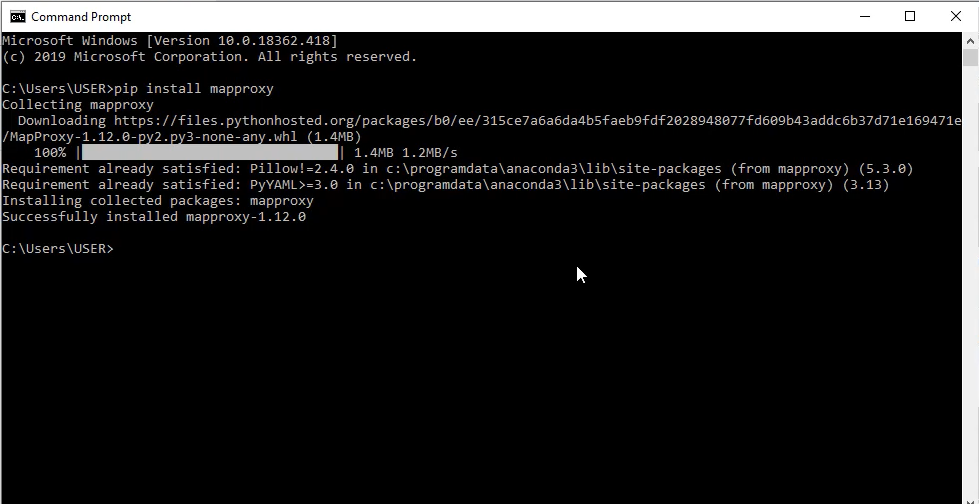 Command Prompt
Microsoft Windows [Version 10.0.18362.418]
(c) 2019 Microsoft Corporation. All rights reserved.
C:\Users\USER>pip install mapproxy
Collecting mapproxy
Downloading https://files.pythonhosted.org/packages/b0/ee/315ce7a6a6da4b5faeb9fdf2028948077fd609b43addc6b37d71e169471e
/MapProxy-1.12.0-py2.py3-none-any.whl (1.4MB)
100% |████████████████████████████████| 1.4MB 1.2MB/s
Requirement already satisfied: Pillow!=2.4.0 in c:\programdata\anaconda3\lib\site-packages (from mapproxy) (5.3.0)
Requirement already satisfied: PyYAML>=3.0 in c:\programdata\anaconda3\lib\site-packages (from mapproxy) (3.13)
Installing collected packages: mapproxy
Successfully installed mapproxy-1.12.0
C:\Users\USER>